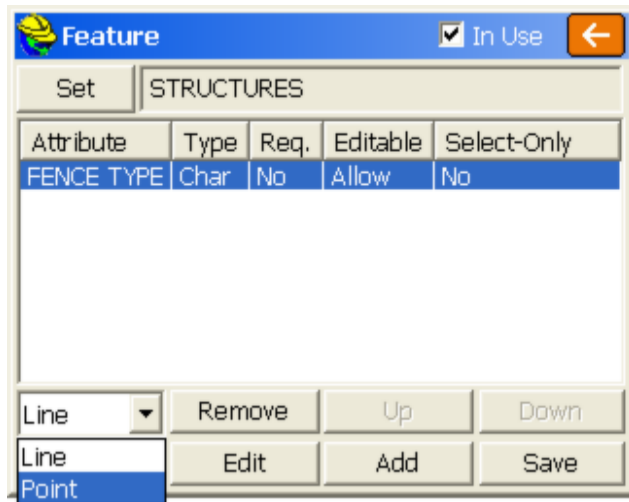 Feature In Use
Set STRUCTURES
Attribute Type Req. Editable Select-Only
FENCE TYPE Char No Allow No
Line Remove Up Down
Line Edit Add Save
Point